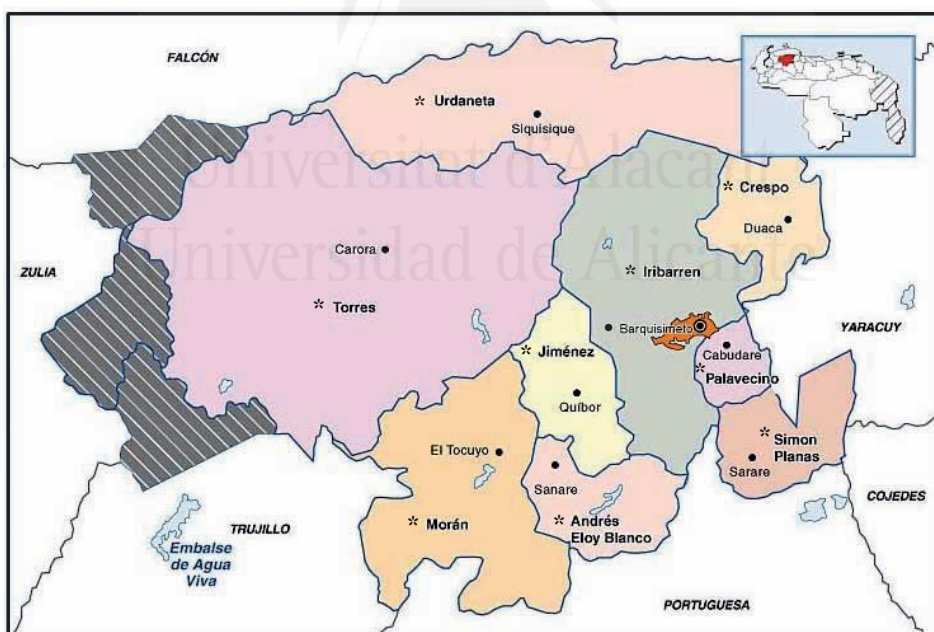 FALCÓN
Urdaneta
Siquisique
Universitat d'Alacant
Universidad de Alicante
Crespo
Duaca
Carora
ZULIA
Iribarren
Torres
Barquisimeto
YARACUY
Jiménez
Cabudare
Palavecino
Quíbor
El Tocuyo
Simon
Planas
Sarare
Sanare
COJEDES
Morán
Andrés
Eloy Blanco
TRUJILLO
Embalse
de Agua
Viva
PORTUGUESA